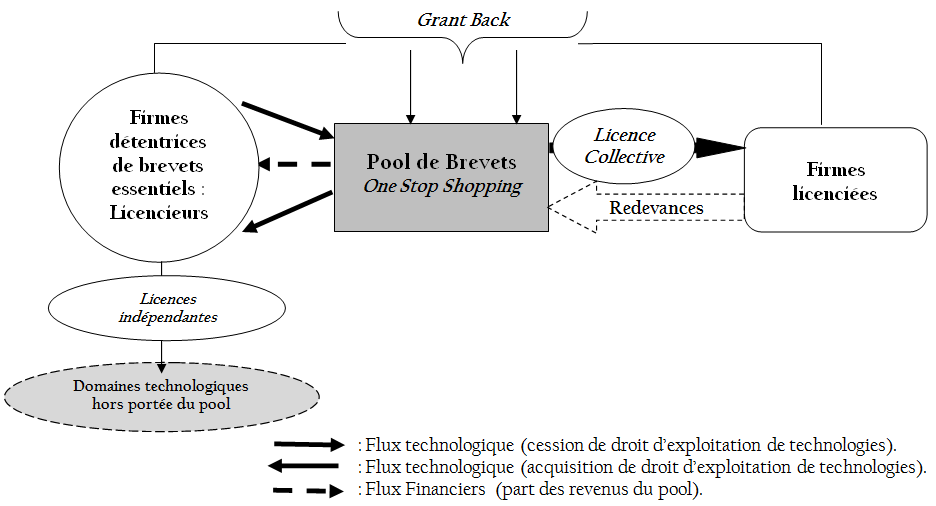 Grant Back
Firmes
détentrices
de brevets
essentiels :
Licencieurs
Pool de Brevets
One Stop Shopping
Licence
Collective
Redevances
Firmes
licenciées
Licences
indépendantes
Domaines technologiques
hors portée du pool
: Flux technologique (cession de droit d'exploitation de technologies).
: Flux technologique (acquisition de droit d'exploitation de technologies).
: Flux Financiers (part des revenus du pool).